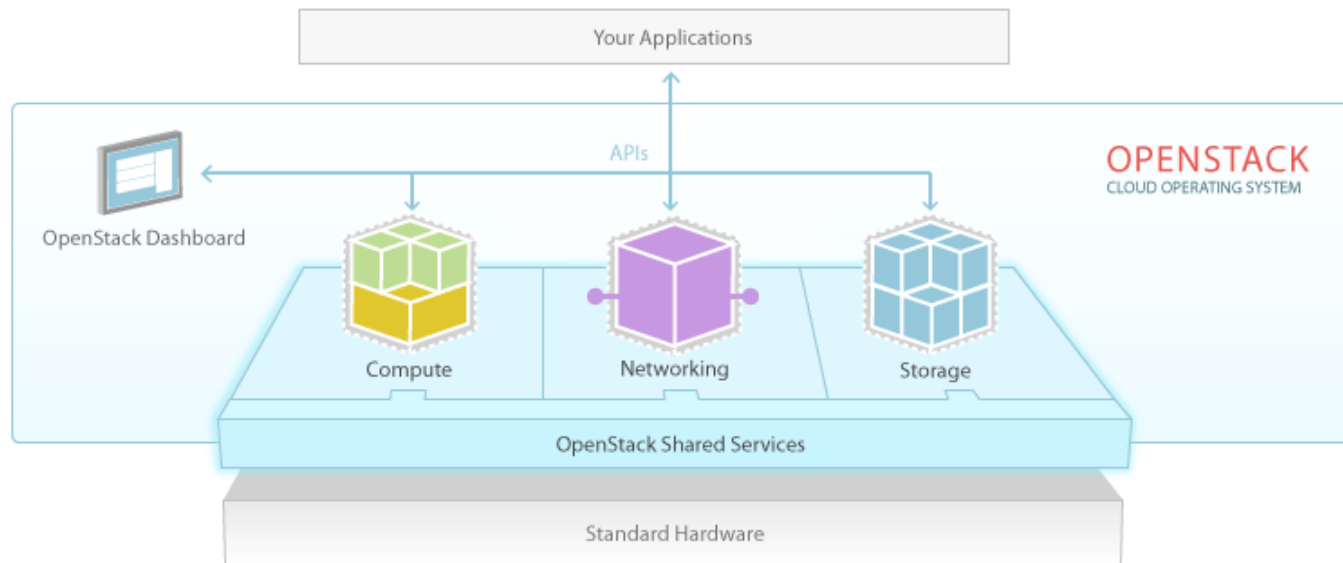 Your Applications
APIs
OPENSTACK
CLOUD OPERATING SYSTEM
OpenStack Dashboard
Compute
Networking
Storage
OpenStack Shared Services
Standard Hardware